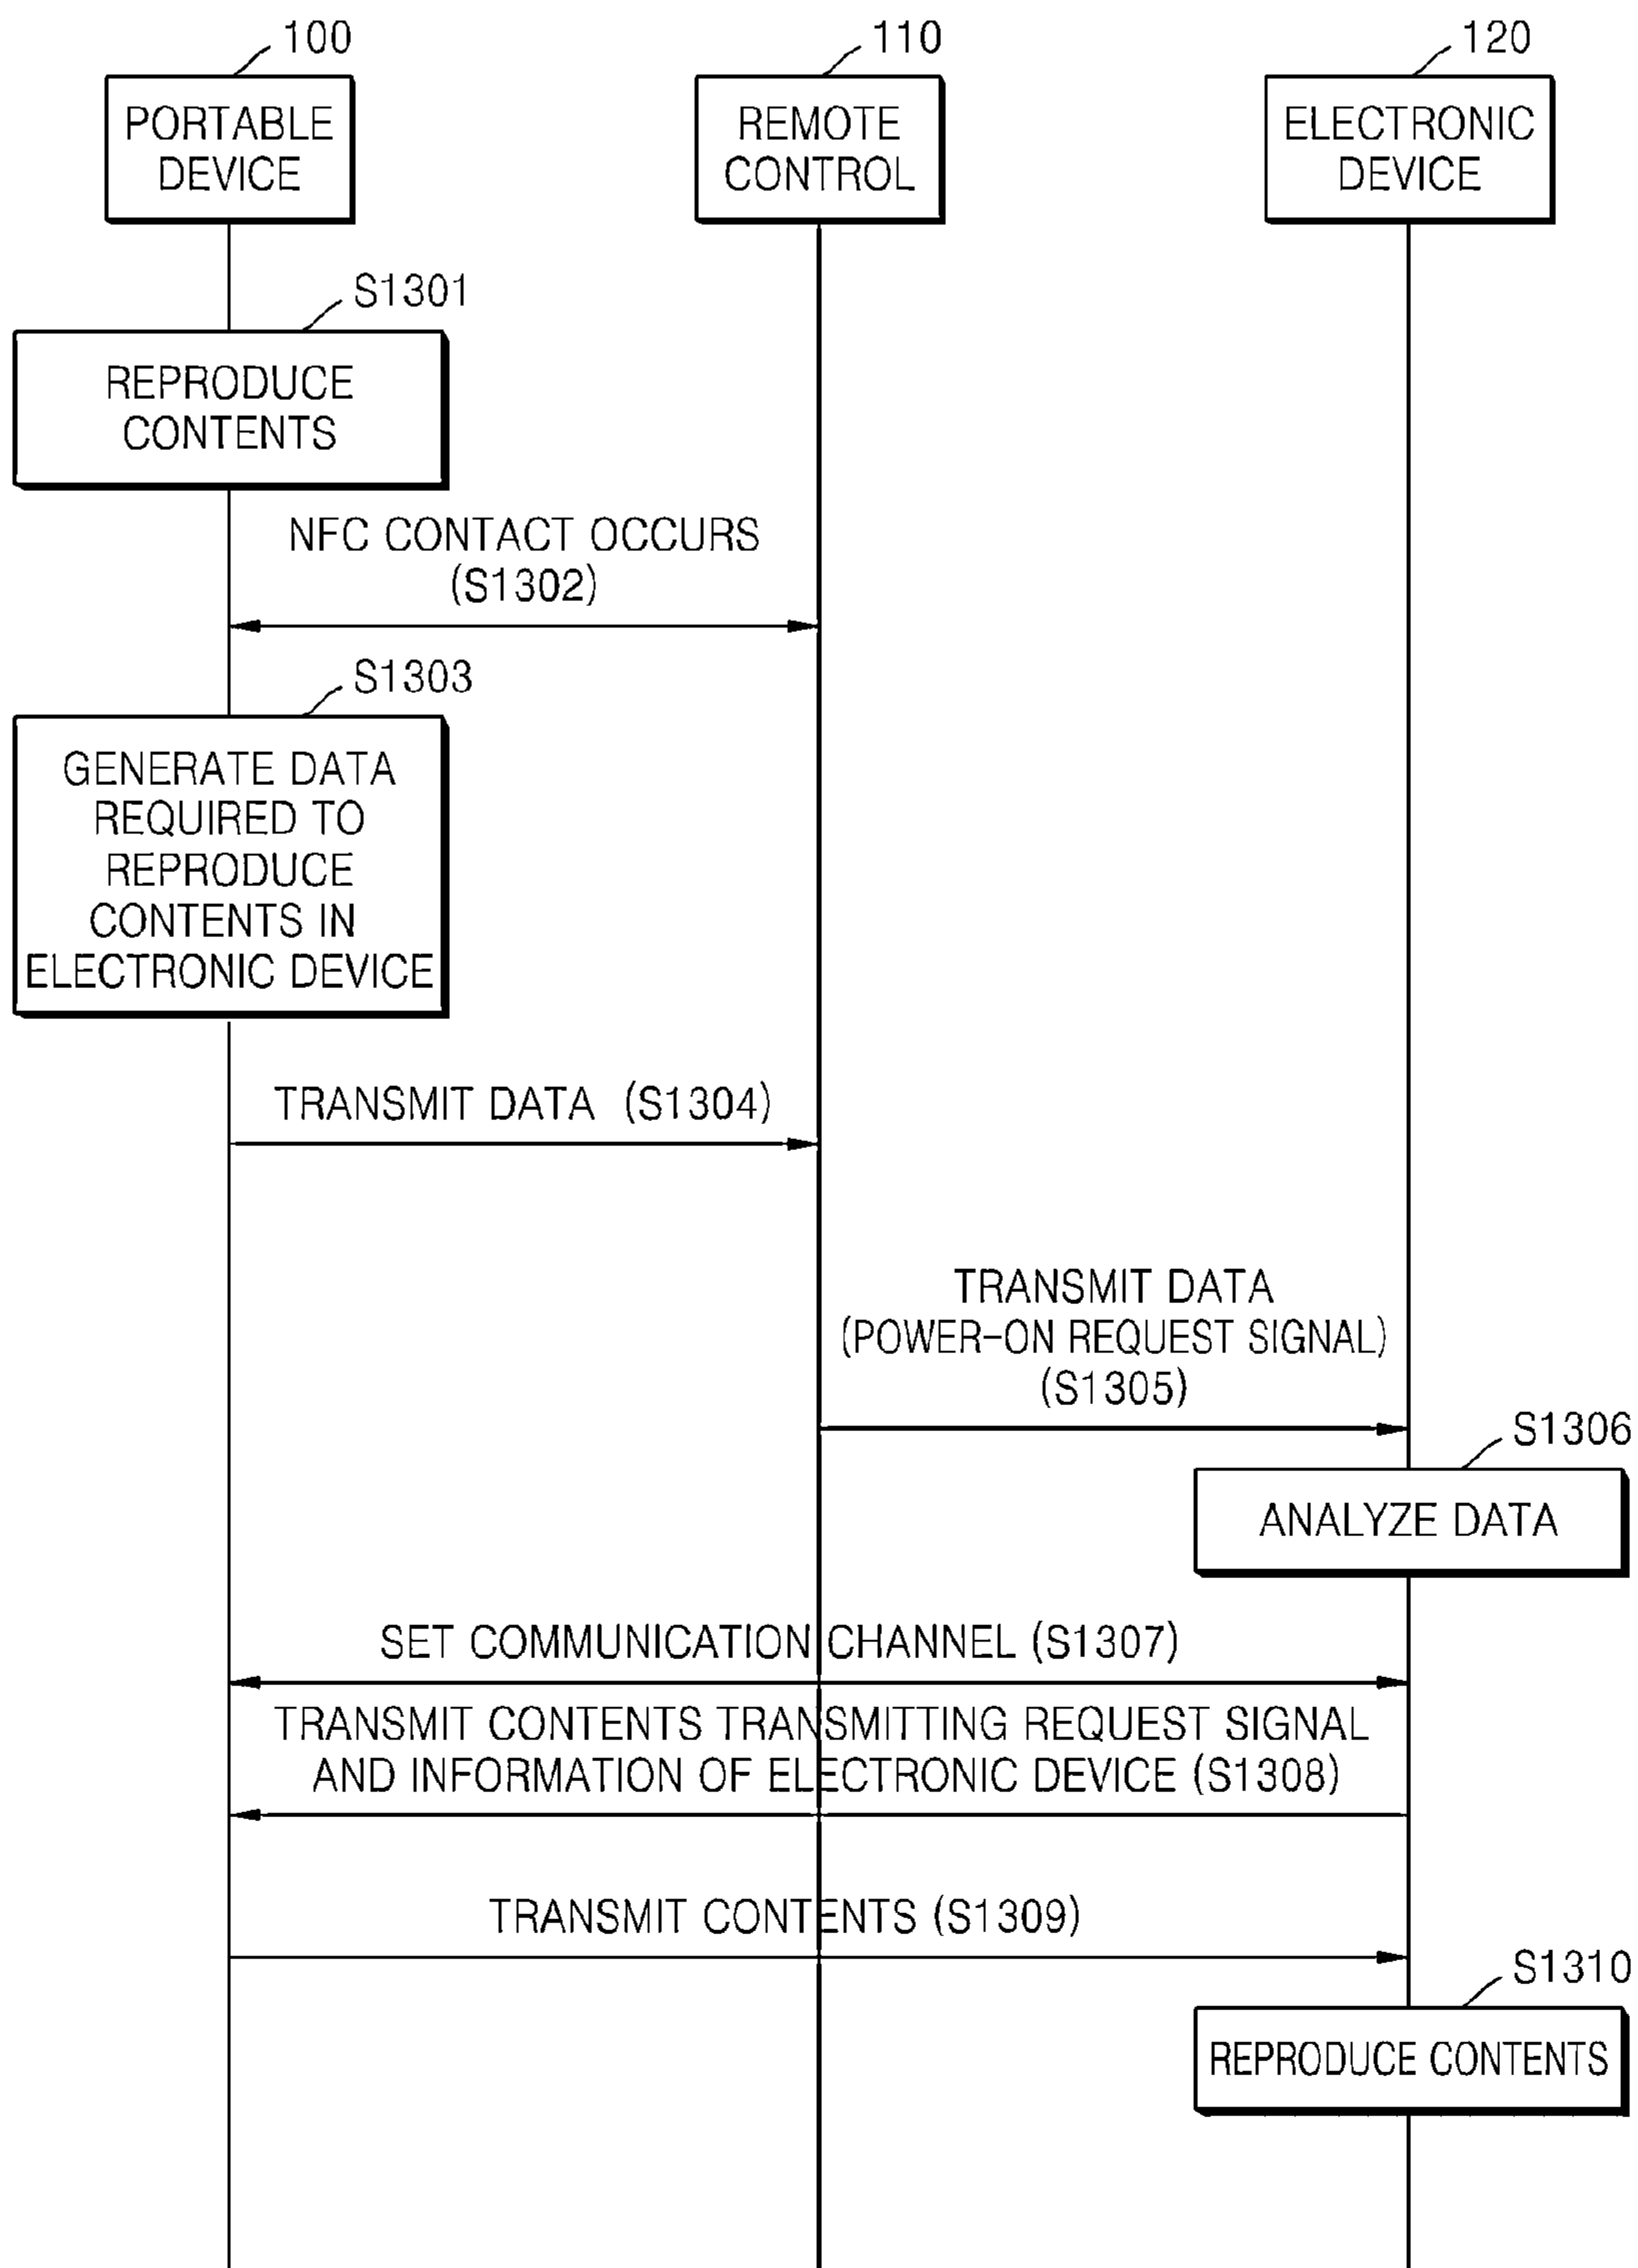 100
110
120
PORTABLE
DEVICE
REMOTE
CONTROL
ELECTRONIC
DEVICE
S1301
REPRODUCE
CONTENTS
NFC CONTACT OCCURS
(S1302)
S1303
GENERATE DATA
REQUIRED TO
REPRODUCE
CONTENTS IN
ELECTRONIC DEVICE
TRANSMIT DATA (S1304)
TRANSMIT DATA
(POWER-ON REQUEST SIGNAL)
(S1305)
S1306
ANALYZE DATA
SET COMMUNICATION CHANNEL (S1307)
TRANSMIT CONTENTS TRANSMITTING REQUEST SIGNAL
AND INFORMATION OF ELECTRONIC DEVICE (S1308)
TRANSMIT CONTENTS (S1309)
S1310
REPRODUCE CONTENTS